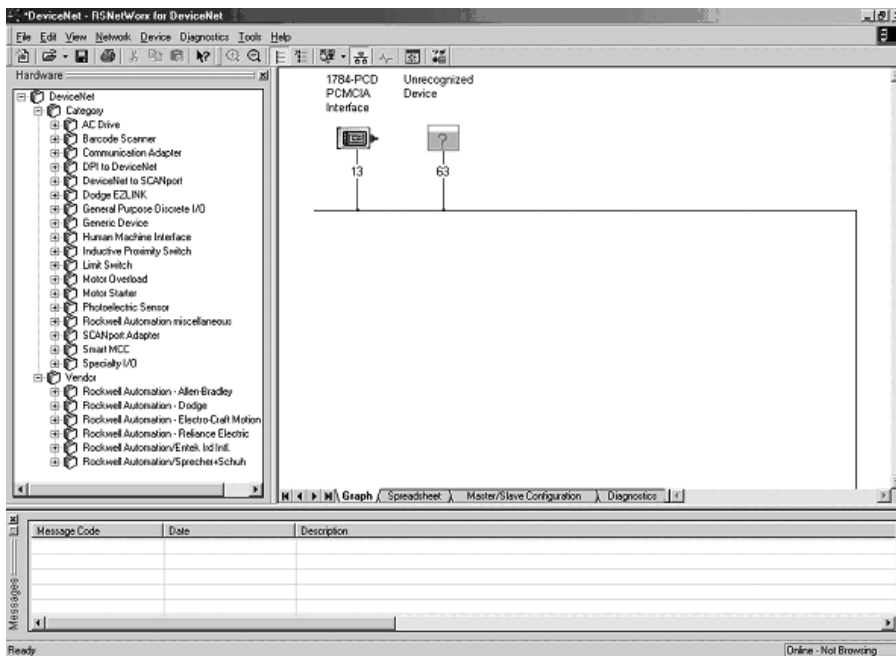 *DeviceNet - RSNetWorx for DeviceNet
File Edit View Network Device Diagnostics Tools Help
Hardware
DeviceNet
Category
AC Drive
Barcode Scanner
Communication Adapter
DPI to DeviceNet
DeviceNet to SCANport
Dodge EZLINK
General Purpose Discrete I/O
Generic Device
Human Machine Interface
Inductive Proximity Switch
Limit Switch
Motor Overload
Motor Starter
Photoelectric Sensor
Rockwell Automation miscellaneous
SCANport Adapter
Smart MCC
Specialty I/O
Vendor
Rockwell Automation - Allen-Bradley
Rockwell Automation - Dodge
Rockwell Automation - Electro-Craft Motion
Rockwell Automation - Reliance Electric
Rockwell Automation/Entek Ird Intl.
Rockwell Automation/Sprecher+Schuh
1784-PCD
PCMCIA
Interface
13
Unrecognized
Device
?
63
Graph Spreadsheet Master/Slave Configuration Diagnostics
Messages
Message Code Date Description
Ready Online - Not Browsing